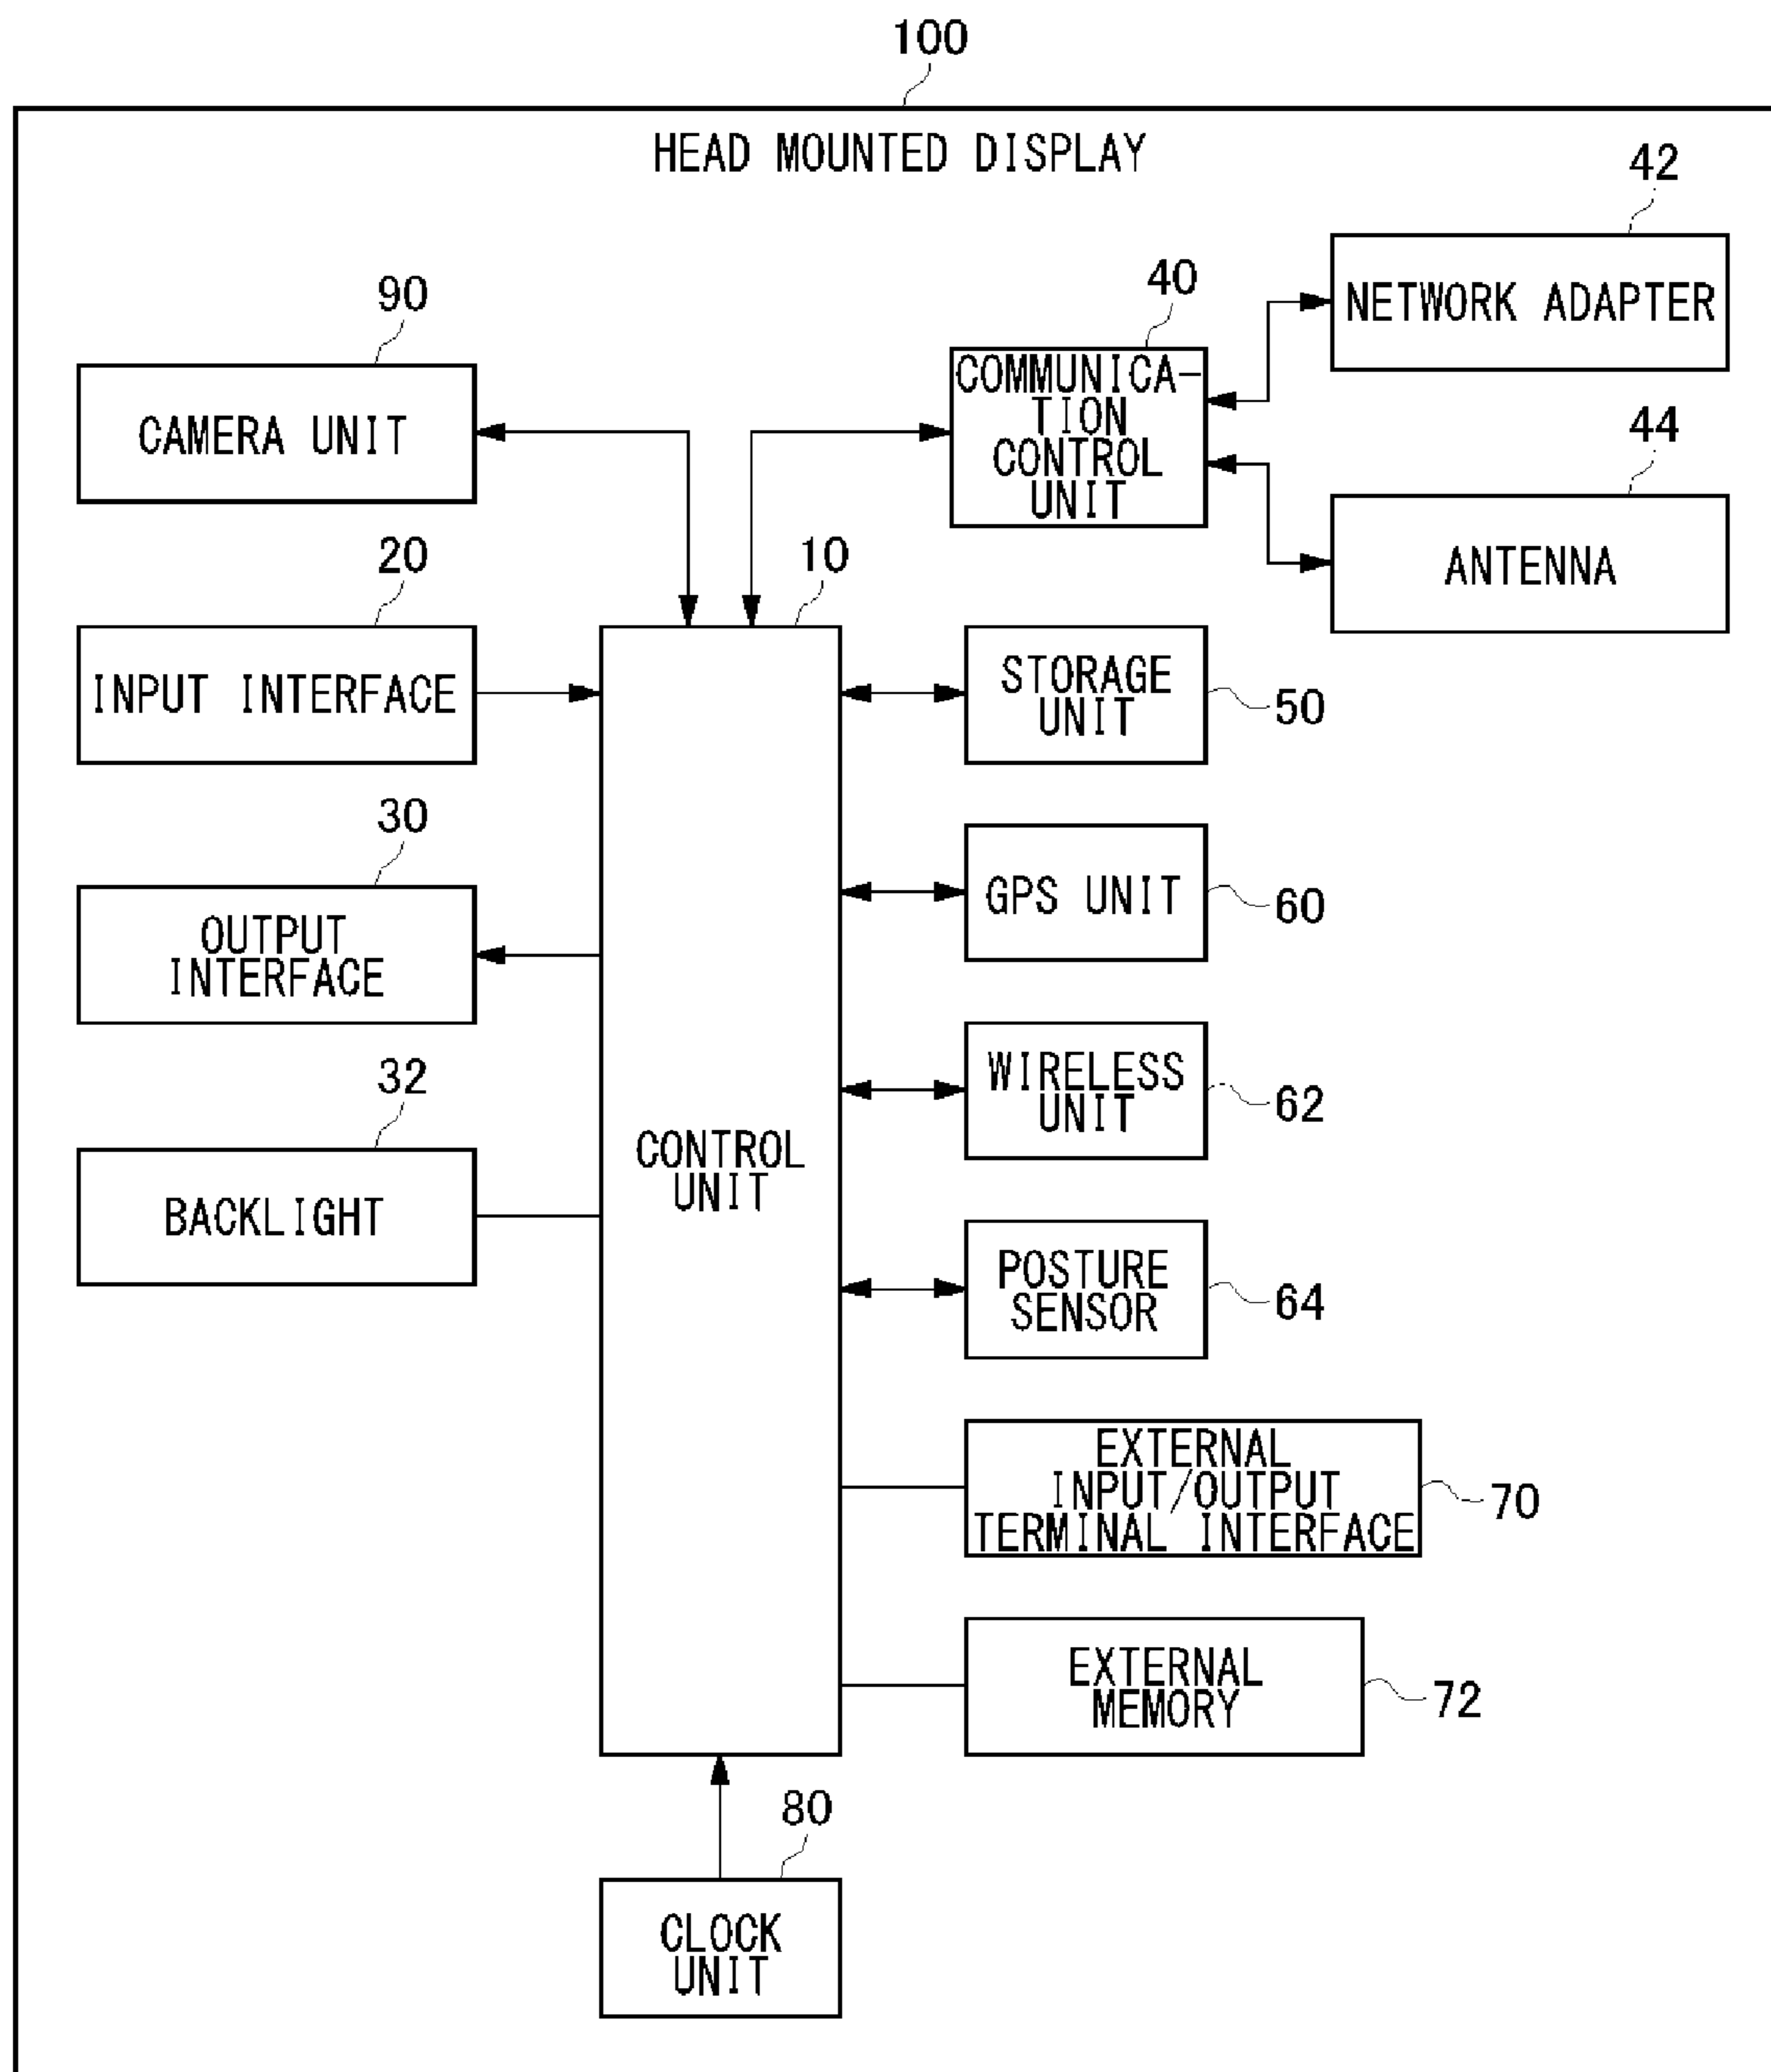 100
HEAD MOUNTED DISPLAY
42
NETWORK ADAPTER
40
COMMUNICA-
TION
CONTROL
UNIT
90
CAMERA UNIT
44
ANTENNA
20
INPUT INTERFACE
10
CONTROL
UNIT
STORAGE
UNIT
50
30
OUTPUT
INTERFACE
GPS UNIT
60
32
BACKLIGHT
WIRELESS
UNIT
62
POSTURE
SENSOR
64
EXTERNAL
INPUT/OUTPUT
TERMINAL INTERFACE
70
EXTERNAL
MEMORY
72
80
CLOCK
UNIT